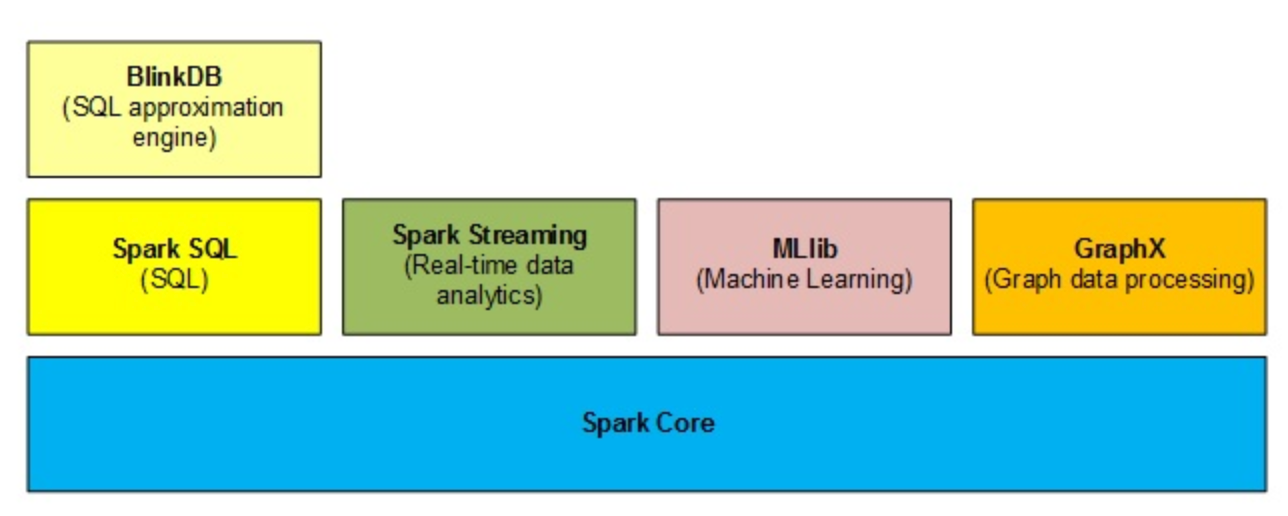 BlinkDB
(SQL approximation
engine)
Spark SQL
(SQL)
Spark Streaming
(Real-time data
analytics)
MLlib
(Machine Learning)
GraphX
(Graph data processing)
Spark Core